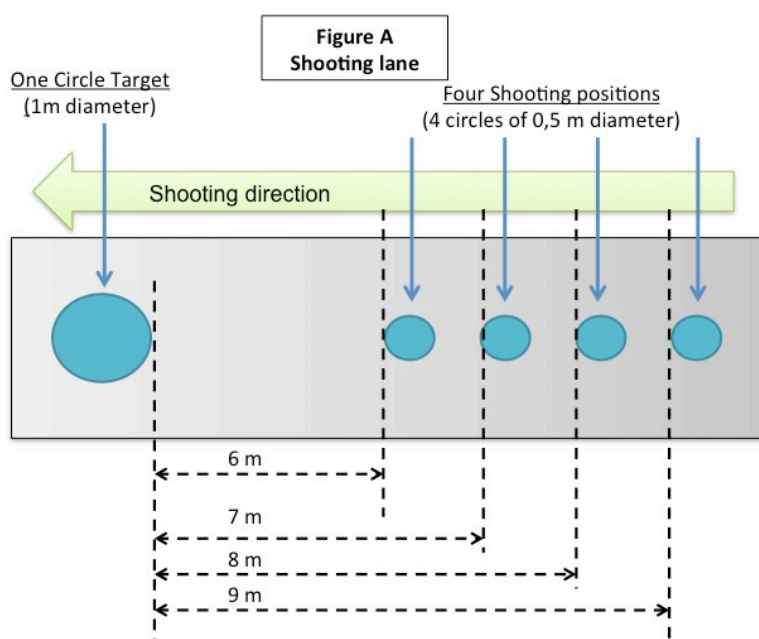 Figure A
Shooting lane
One Circle Target
(1m diameter)
Four Shooting positions
(4 circles of 0,5 m diameter)
Shooting direction
6 m
7 m
8 m
9 m